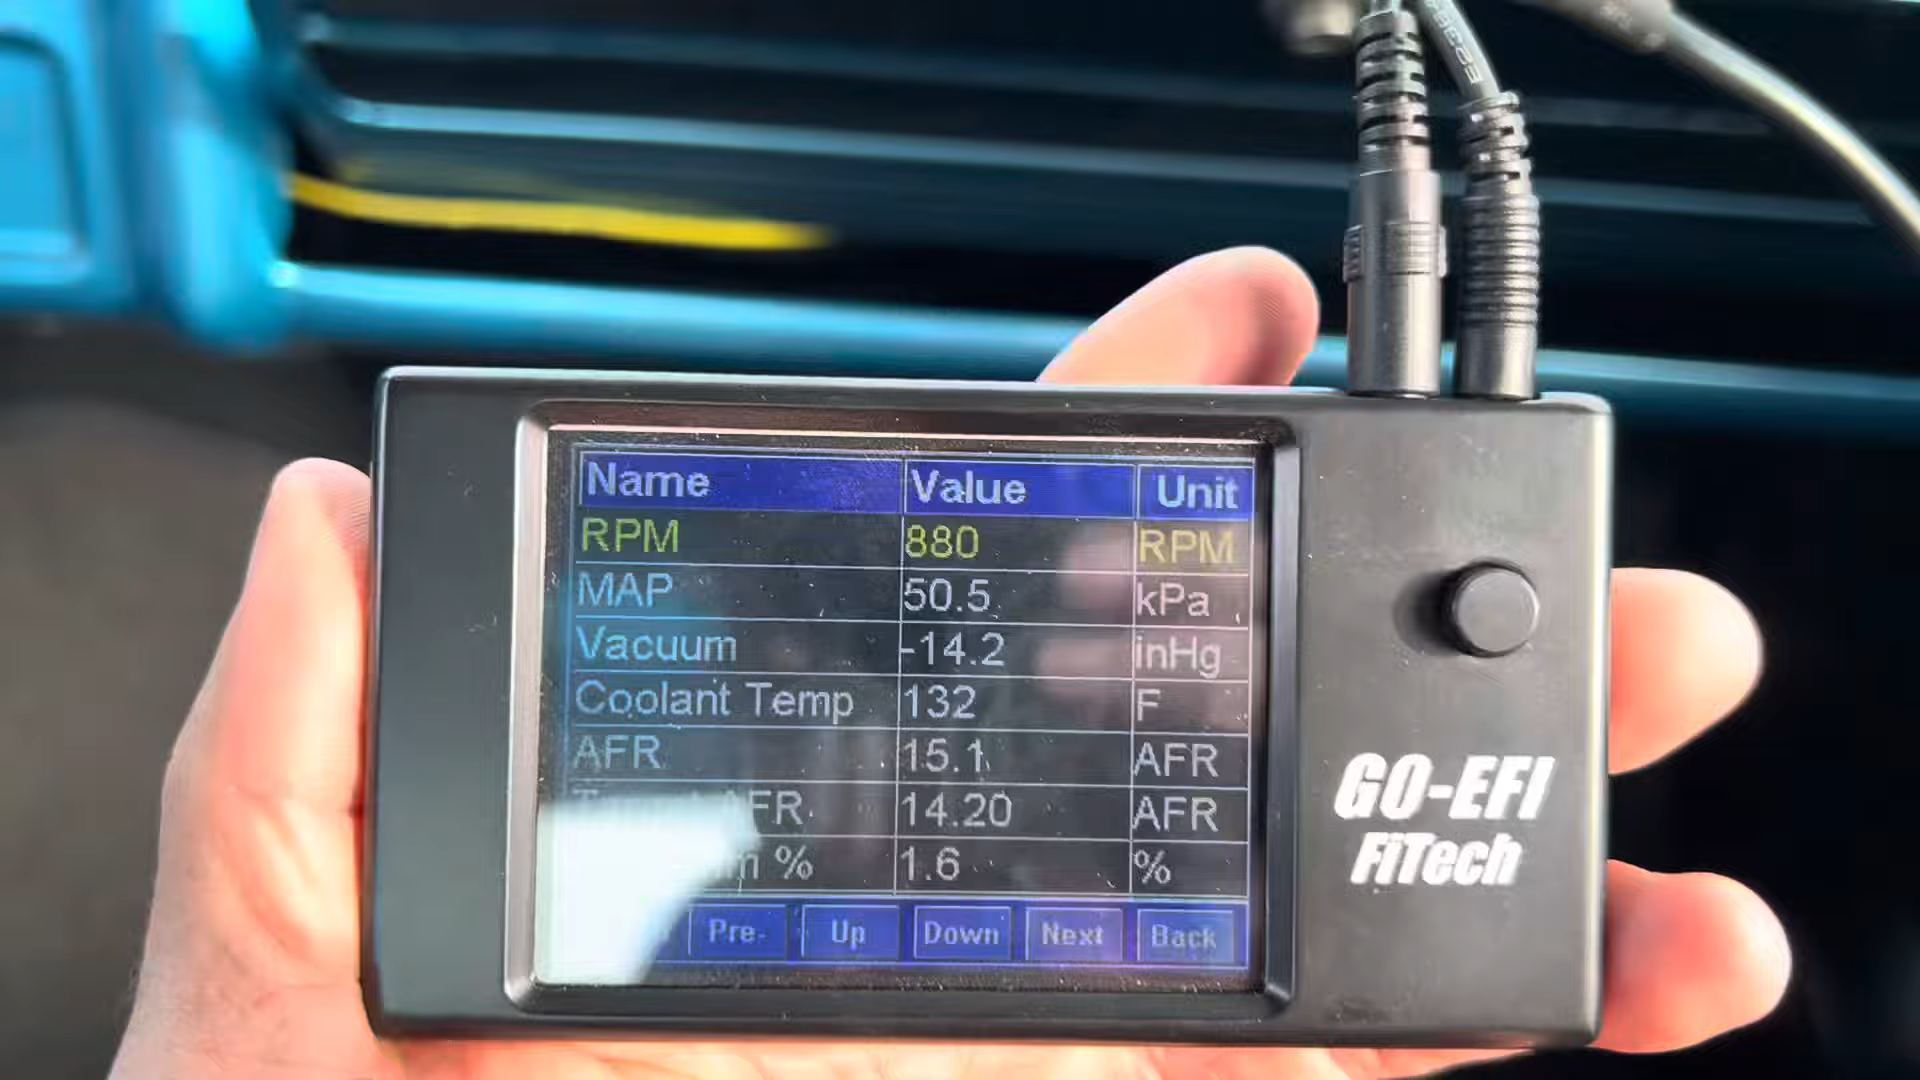 Name Value Unit
RPM 880 RPM
MAP 50.5 kPa
Vacuum -14.2 inHg
Coolant Temp 132 F
AFR 15.1 AFR
AFR 14.20 AFR
% 1.6 %
Pre- Up Down Next Back
GO-EFI
FiTech